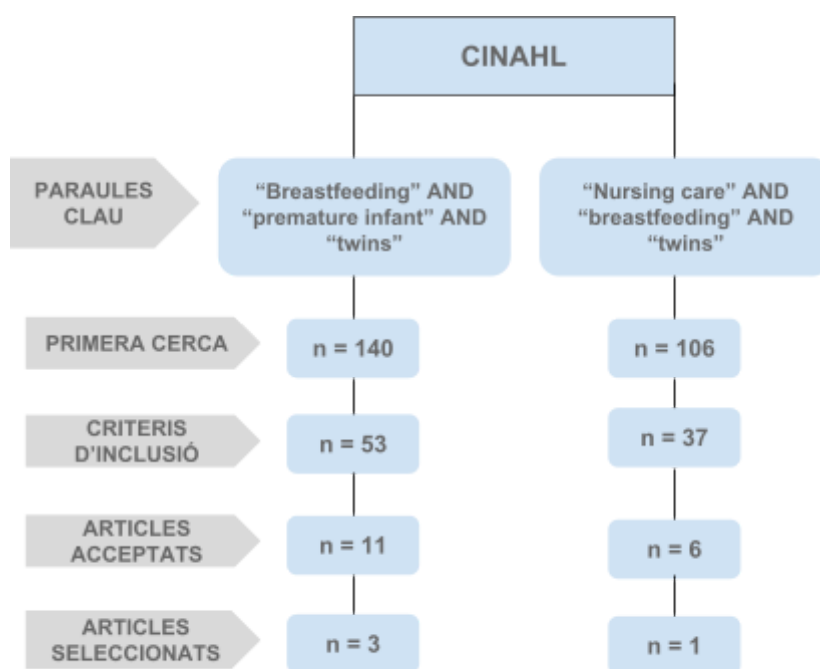 CINAHL
PARAULES
CLAU
“Breastfeeding” AND
“premature infant” AND
“twins”
“Nursing care” AND
“breastfeeding” AND
“twins”
PRIMERA CERCA
n = 140
n = 106
CRITERIS
D'INCLUSIÓ
n = 53
n = 37
ARTICLES
ACCEPTATS
n = 11
n = 6
ARTICLES
SELECCIONATS
n = 3
n = 1